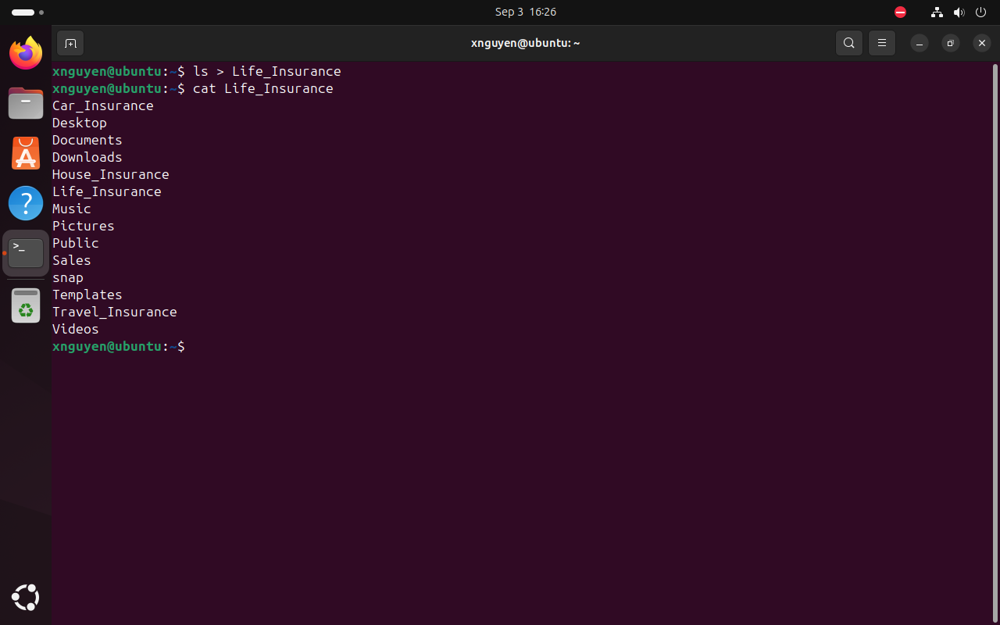 Sep 3 16:26
xnguyen@ubuntu: ~
xnguyen@ubuntu:~$ ls > Life_Insurance
xnguyen@ubuntu:~$ cat Life_Insurance
Car_Insurance
Desktop
Documents
Downloads
House_Insurance
Life_Insurance
Music
Pictures
Public
Sales
snap
Templates
Travel_Insurance
Videos
xnguyen@ubuntu:~$